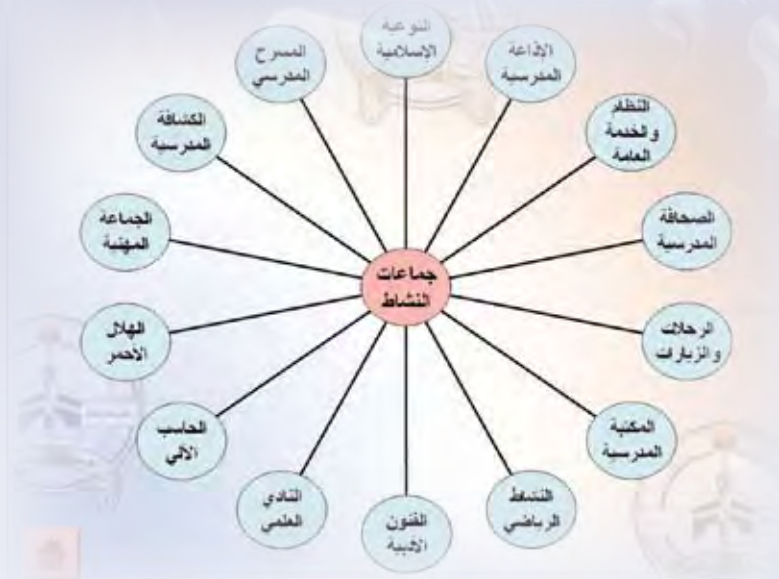 التوعية
الإسلامية
الإذاعة
المدرسية
النظام
والخدمة
العامة
الصحافة
المدرسية
الرحلات
والزيارات
المكتبة
المدرسية
النشاط
الرياضي
الفنون
الأدبية
النادي
العلمي
الحاسب
الآلي
الهلال
الأحمر
الجماعة
المهنية
الكشافة
المدرسية
المسرح
المدرسي
جماعات
النشاط